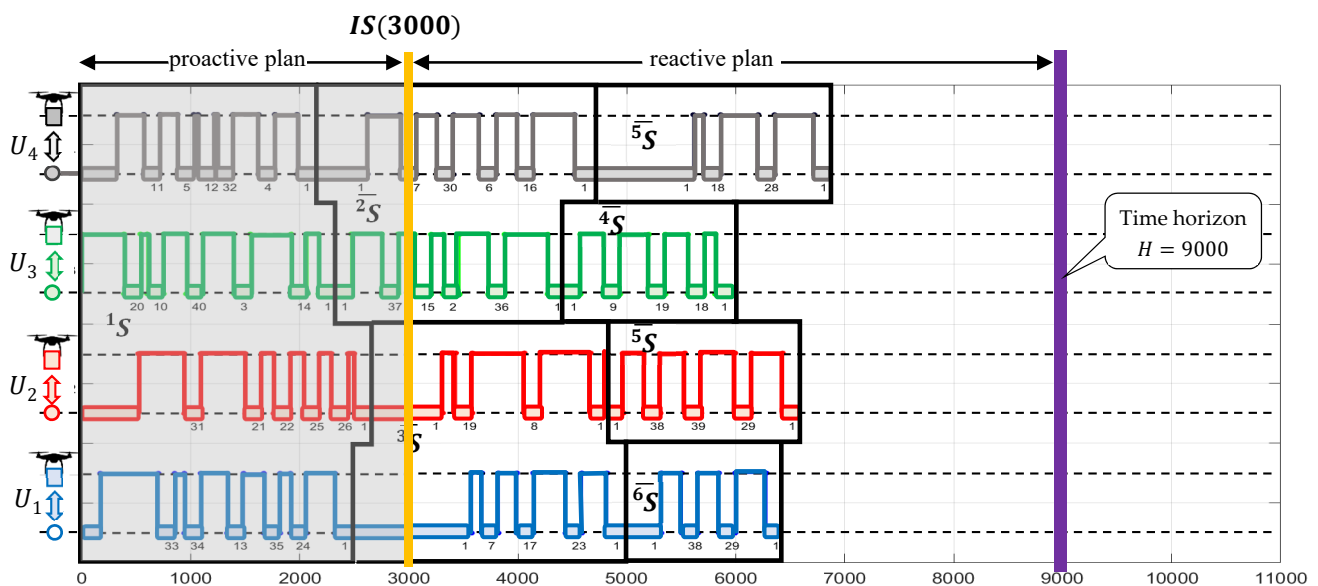 IS(3000)
proactive plan
reactive plan
U4
11 5 12 32 4 1 1 7 30 6 16 1 1 18 28 1
5S
2S
4S
Time horizon
H = 9000
U3
20 10 40 3 14 1 1 37 15 2 36 1 1 9 19 18 1
1S
5S
U2
31 21 22 25 26 1 1 19 8 1 1 38 39 29 1
3S
6S
U1
33 34 13 35 24 1 1 7 17 23 1 1 38 29 1
0 1000 2000 3000 4000 5000 6000 7000 8000 9000 10000 11000